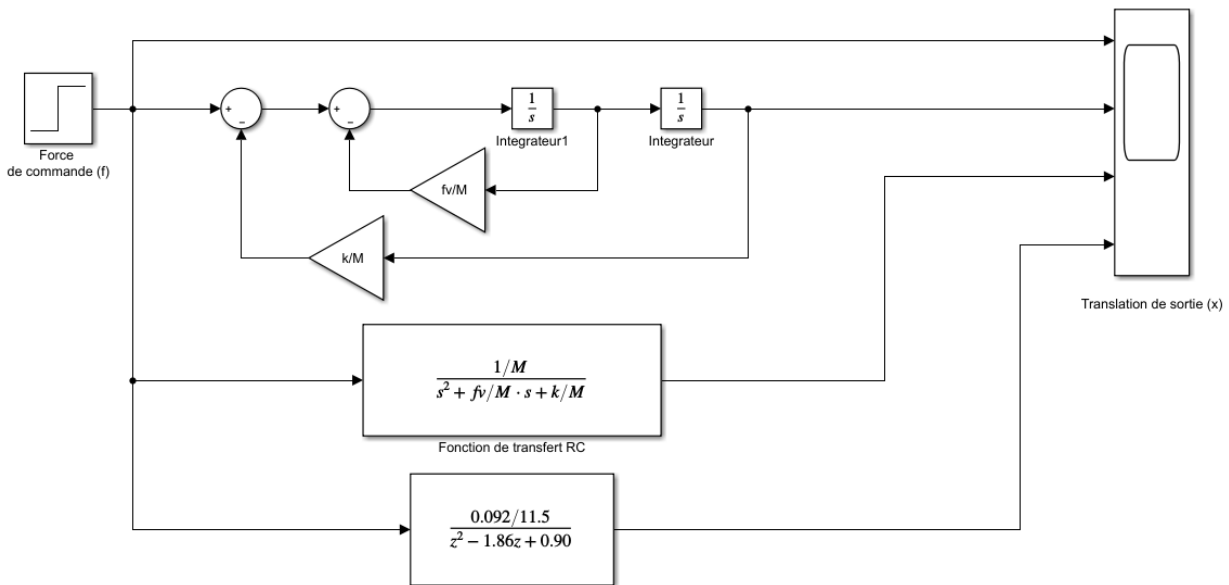 Force
de commande (f)
+
−
+
−
1
s
Integrateur1
1
s
Integrateur
fv/M
k/M
Translation de sortie (x)
1/M
s² + fv/M · s + k/M
Fonction de transfert RC
0.092/11.5
z² − 1.86z + 0.90